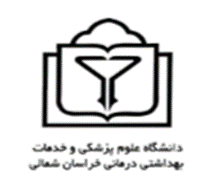 دانشگاه علوم پزشکی و خدمات
بهداشتی درمانی خراسان شمالی